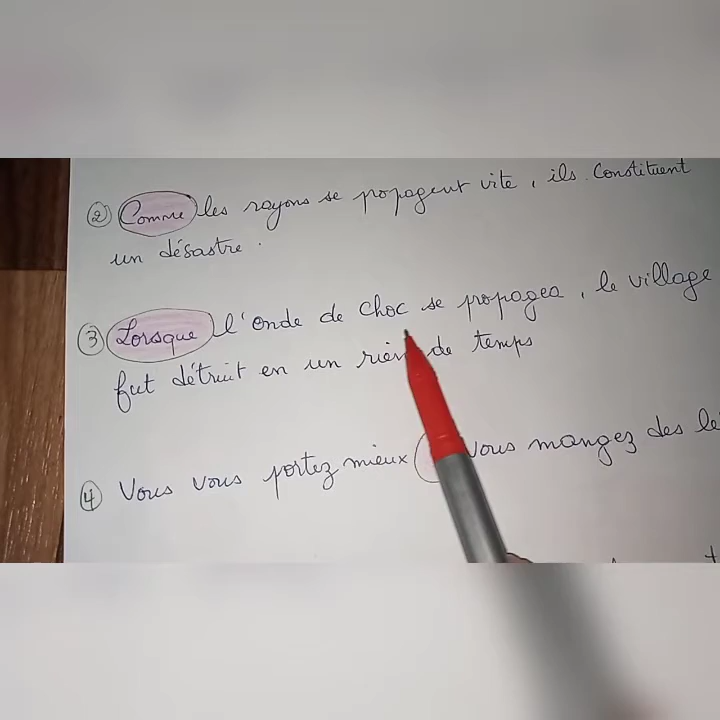 ② Comme les rayons se propagent vite, ils constituent
un désastre.
③ Lorsque l'onde de choc se propagea, le village
fut détruit en un rien de temps
④ Vous vous portez mieux vous mangez des